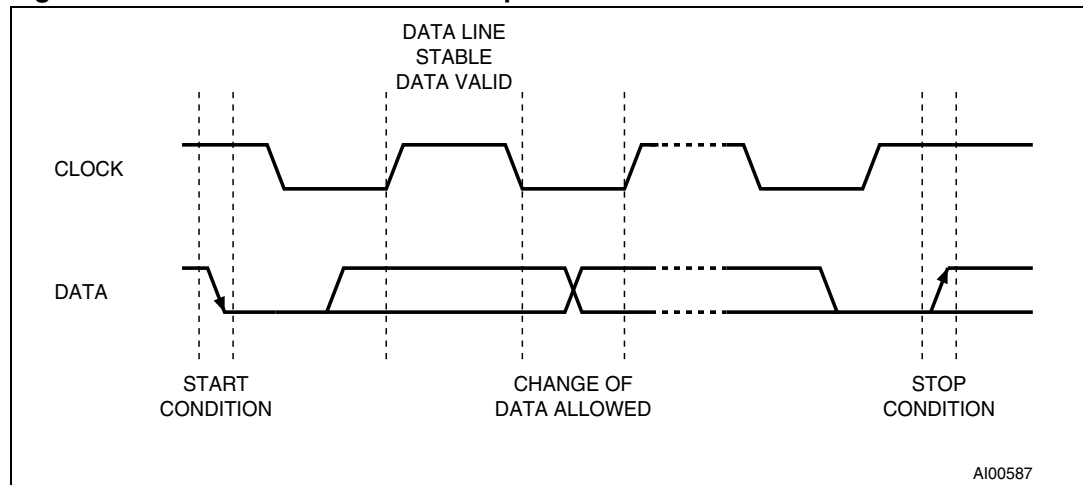 DATA LINE
STABLE
DATA VALID
CLOCK
DATA
START
CONDITION
CHANGE OF
DATA ALLOWED
STOP
CONDITION
AI00587